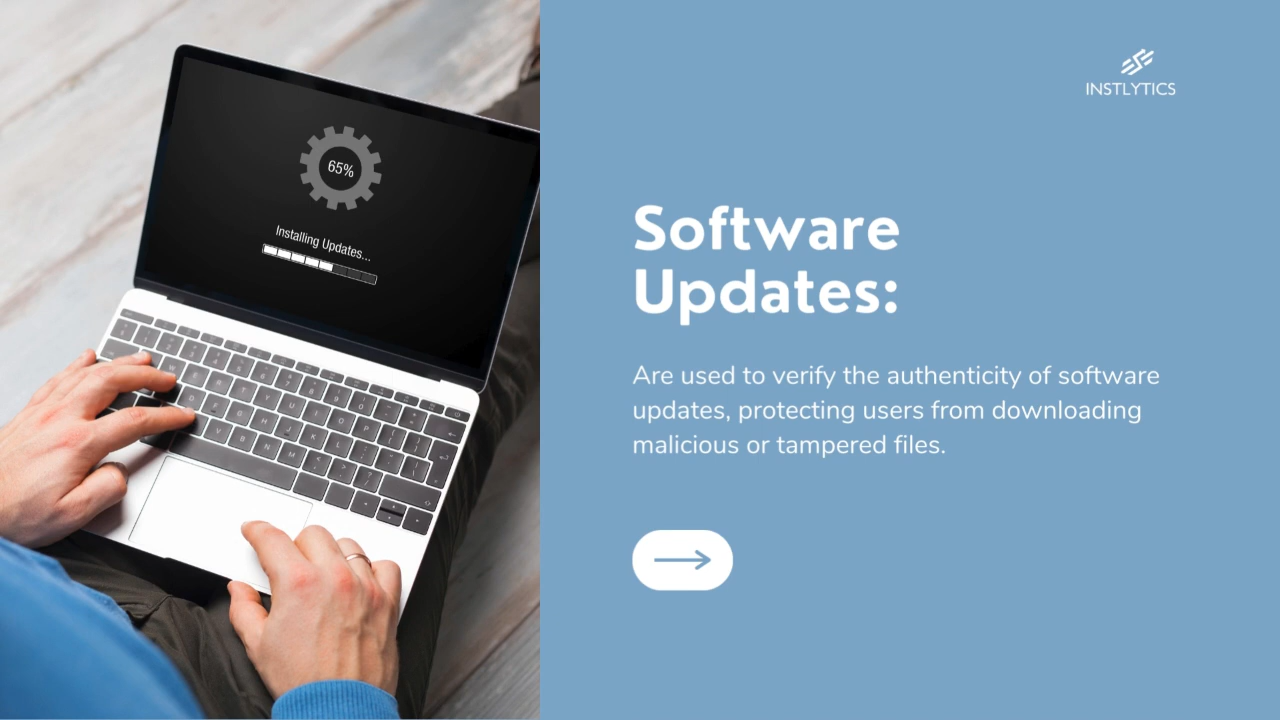 65%
Installing Updates...
INSTLYTICS
Software
Updates:
Are used to verify the authenticity of software
updates, protecting users from downloading
malicious or tampered files.